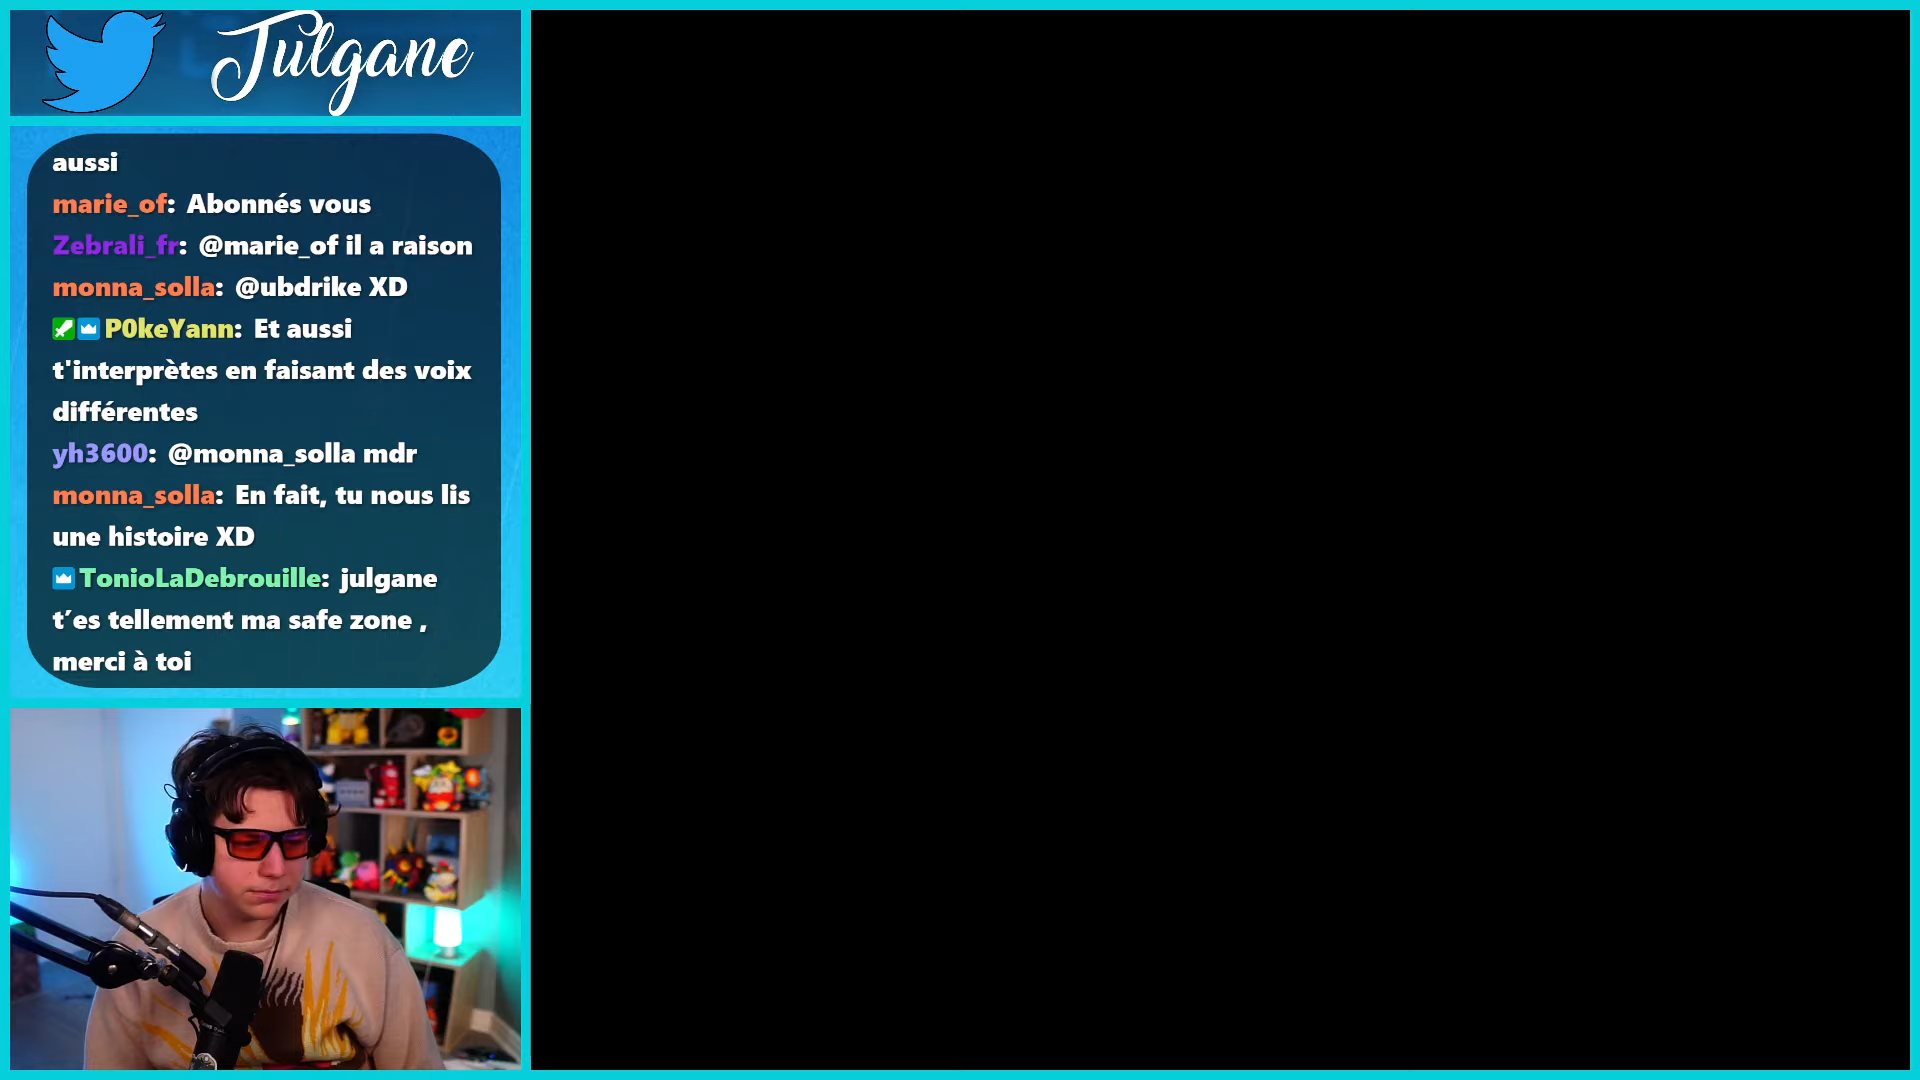 Julgane
aussi
marie_of: Abonnés vous
Zebrali_fr: @marie_of il a raison
monna_solla: @ubdrike XD
P0keYann: Et aussi
t'interprètes en faisant des voix
différentes
yh3600: @monna_solla mdr
monna_solla: En fait, tu nous lis
une histoire XD
TonioLaDebrouille: julgane
t’es tellement ma safe zone ,
merci à toi